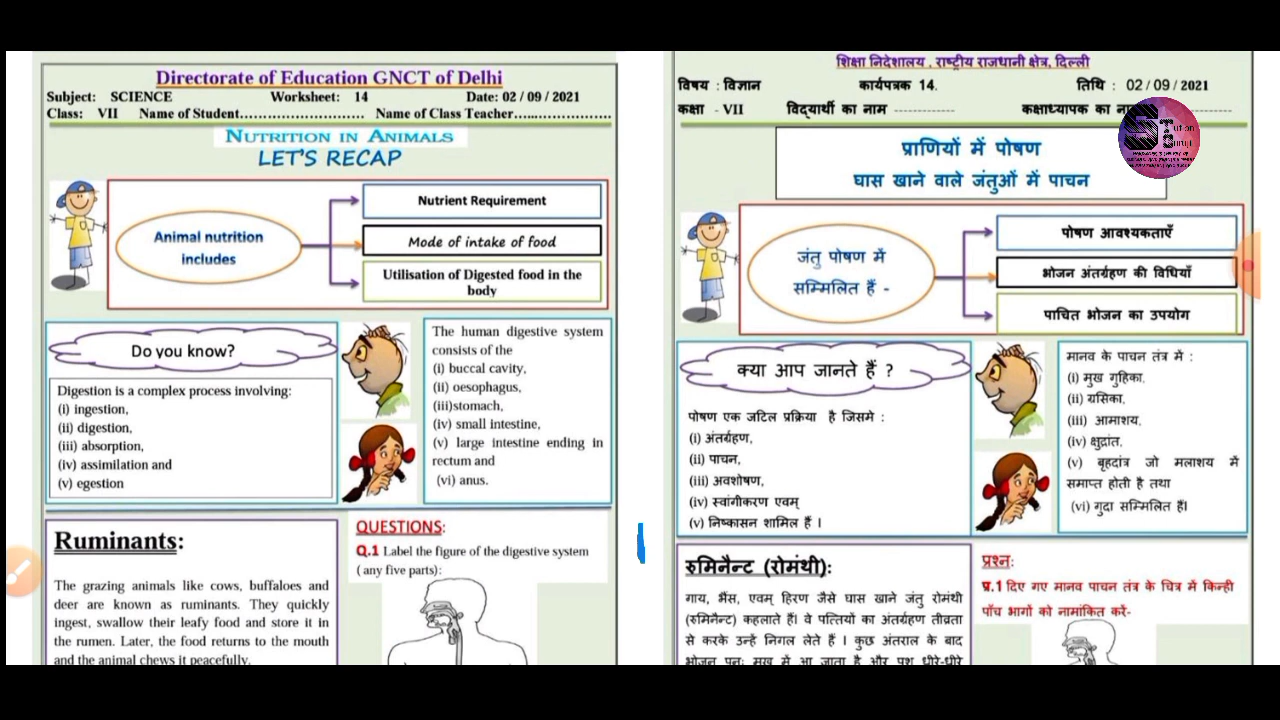 Directorate of Education GNCT of Delhi
Subject: SCIENCE Worksheet: 14 Date: 02 / 09 / 2021
Class: VII Name of Student........................... Name of Class Teacher.......................
NUTRITION IN ANIMALS
LET'S RECAP
Animal nutrition
includes
Nutrient Requirement
Mode of intake of food
Utilisation of Digested food in the
body
Do you know?
Digestion is a complex process involving:
(i) ingestion,
(ii) digestion,
(iii) absorption,
(iv) assimilation and
(v) egestion
The human digestive system
consists of the
(i) buccal cavity,
(ii) oesophagus,
(iii)stomach,
(iv) small intestine,
(v) large intestine ending in
rectum and
(vi) anus.
Ruminants:
The grazing animals like cows, buffaloes and
deer are known as ruminants. They quickly
ingest, swallow their leafy food and store it in
the rumen. Later, the food returns to the mouth
and the animal chews it peacefully.
QUESTIONS:
Q.1 Label the figure of the digestive system
( any five parts):
शिक्षा निदेशालय , राष्ट्रीय राजधानी क्षेत्र, दिल्ली
विषय : विज्ञान कार्यपत्रक 14. तिथि : 02 / 09 / 2021
कक्षा - VII विद्यार्थी का नाम ------------- कक्षाध्यापक का
प्राणियों में पोषण
घास खाने वाले जंतुओं में पाचन
जंतु पोषण में
सम्मिलित हैं -
पोषण आवश्यकताएँ
भोजन अंतर्ग्रहण की विधियाँ
पाचित भोजन का उपयोग
क्या आप जानते हैं ?
पोषण एक जटिल प्रक्रिया है जिसमे :
(i) अंतर्ग्रहण,
(ii) पाचन,
(iii) अवशोषण,
(iv) स्वांगीकरण एवम्
(v) निष्कासन शामिल हैं ।
मानव के पाचन तंत्र में :
(i) मुख गुहिका,
(ii) ग्रसिका,
(iii) आमाशय,
(iv) क्षुद्रांत,
(v) बृहदांत्र जो मलाशय में
समाप्त होती है तथा
(vi) गुदा सम्मिलित हैं।
रुमिनैन्ट (रोमंथी):
गाय, भैंस, एवम् हिरण जैसे घास खाने जंतु रोमंथी
(रुमिनैन्ट) कहलाते हैं। वे पत्तियों का अंतर्ग्रहण तीव्रता
से करके उन्हें निगल लेते हैं । कुछ अंतराल के बाद
भोजन पुनः मुख में आ जाता है और पशु धीरे-धीरे
प्रश्न:
प्र.1 दिए गए मानव पाचन तंत्र के चित्र में किन्ही
पाँच भागों को नामांकित करें-